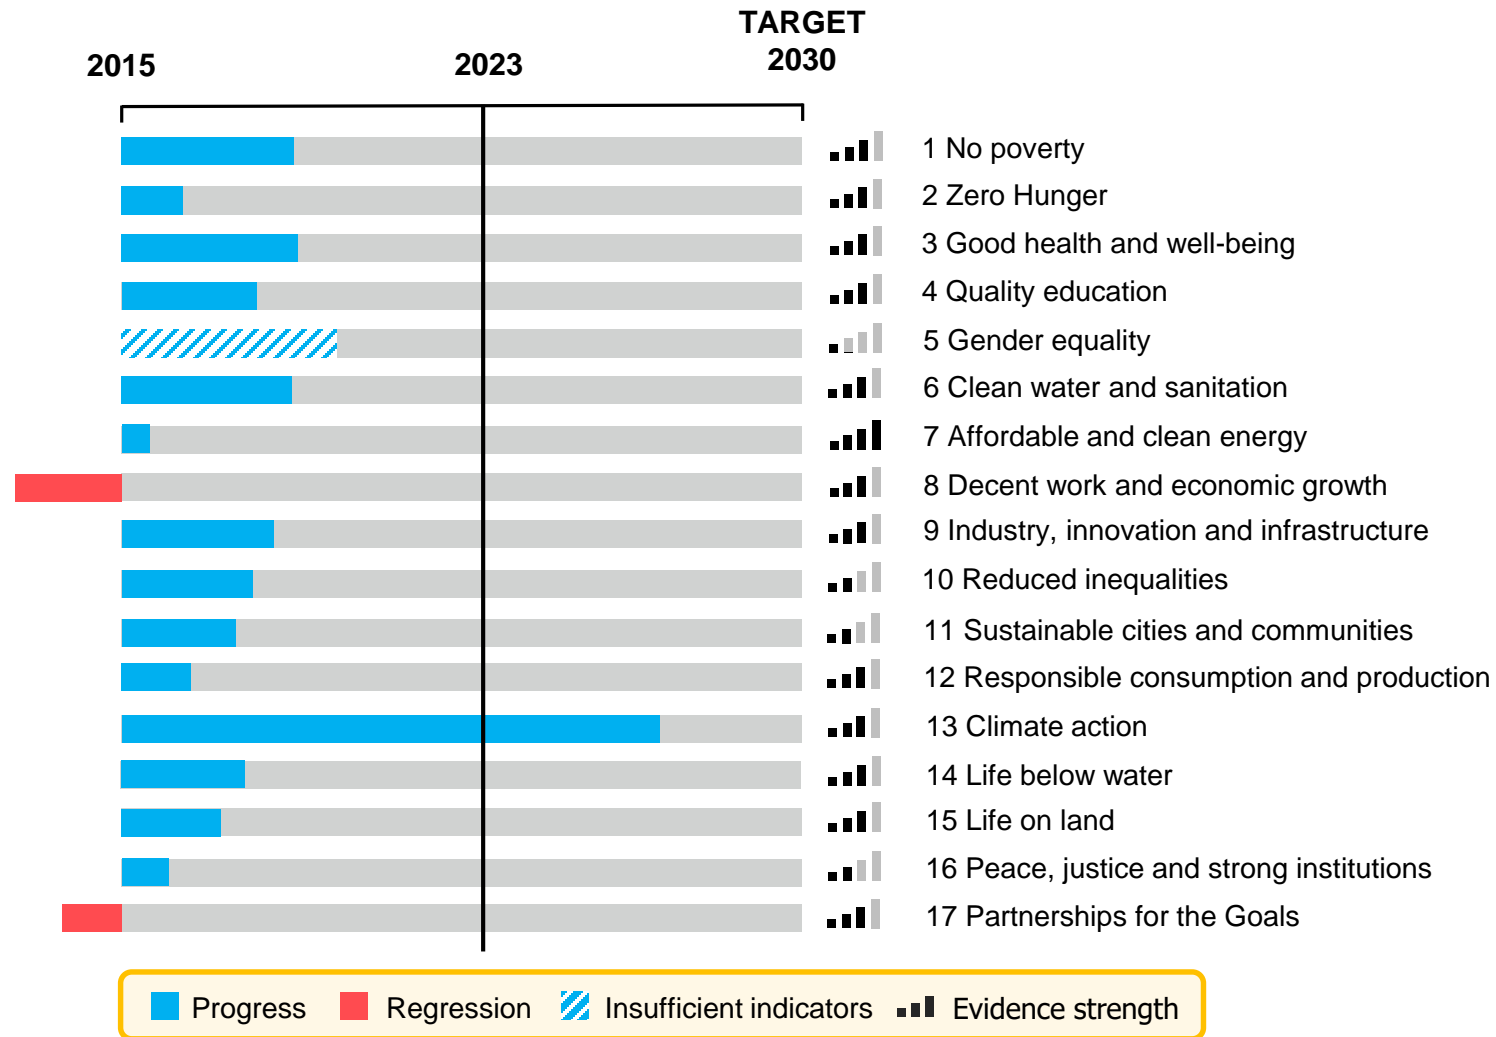 TARGET
2015 2023 2030
1 No poverty
2 Zero Hunger
3 Good health and well-being
4 Quality education
5 Gender equality
6 Clean water and sanitation
7 Affordable and clean energy
8 Decent work and economic growth
9 Industry, innovation and infrastructure
10 Reduced inequalities
11 Sustainable cities and communities
12 Responsible consumption and production
13 Climate action
14 Life below water
15 Life on land
16 Peace, justice and strong institutions
17 Partnerships for the Goals
Progress Regression Insufficient indicators Evidence strength